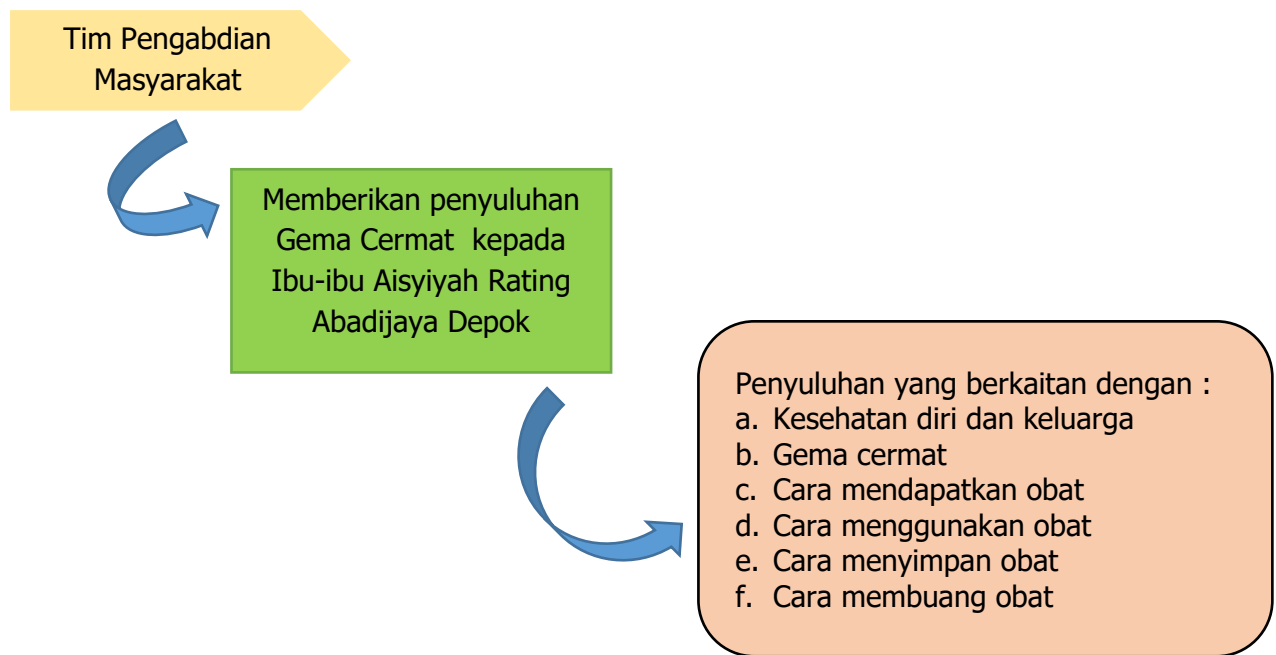 Tim Pengabdian
Masyarakat
Memberikan penyuluhan
Gema Cermat kepada
Ibu-ibu Aisyiyah Rating
Abadijaya Depok
Penyuluhan yang berkaitan dengan :
a. Kesehatan diri dan keluarga
b. Gema cermat
c. Cara mendapatkan obat
d. Cara menggunakan obat
e. Cara menyimpan obat
f. Cara membuang obat